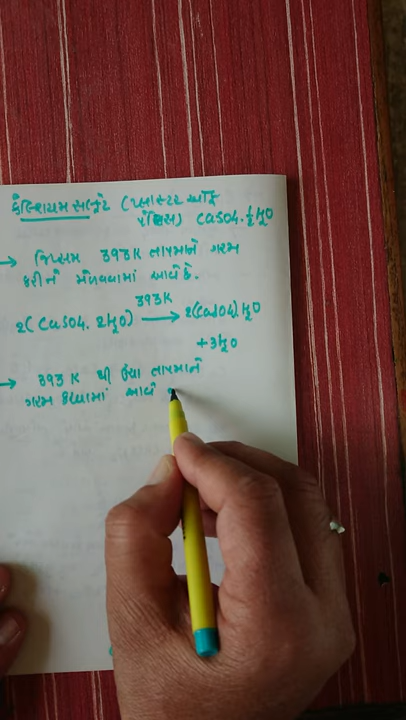 કેલ્શિયમ સલ્ફેટ (પ્લાસ્ટર ઓફ
પેરિસ) CaSO4.½H2O
→ જિપ્સમ 393K તાપમાને ગરમ
કરીને મેળવવામાં આવે છે.
2(CaSO4. 2H2O) 393K → 2(CaSO4)H2O
+3H2O
→ 393 K થી ઉંચા તાપમાને
ગરમ કરવામાં આવે